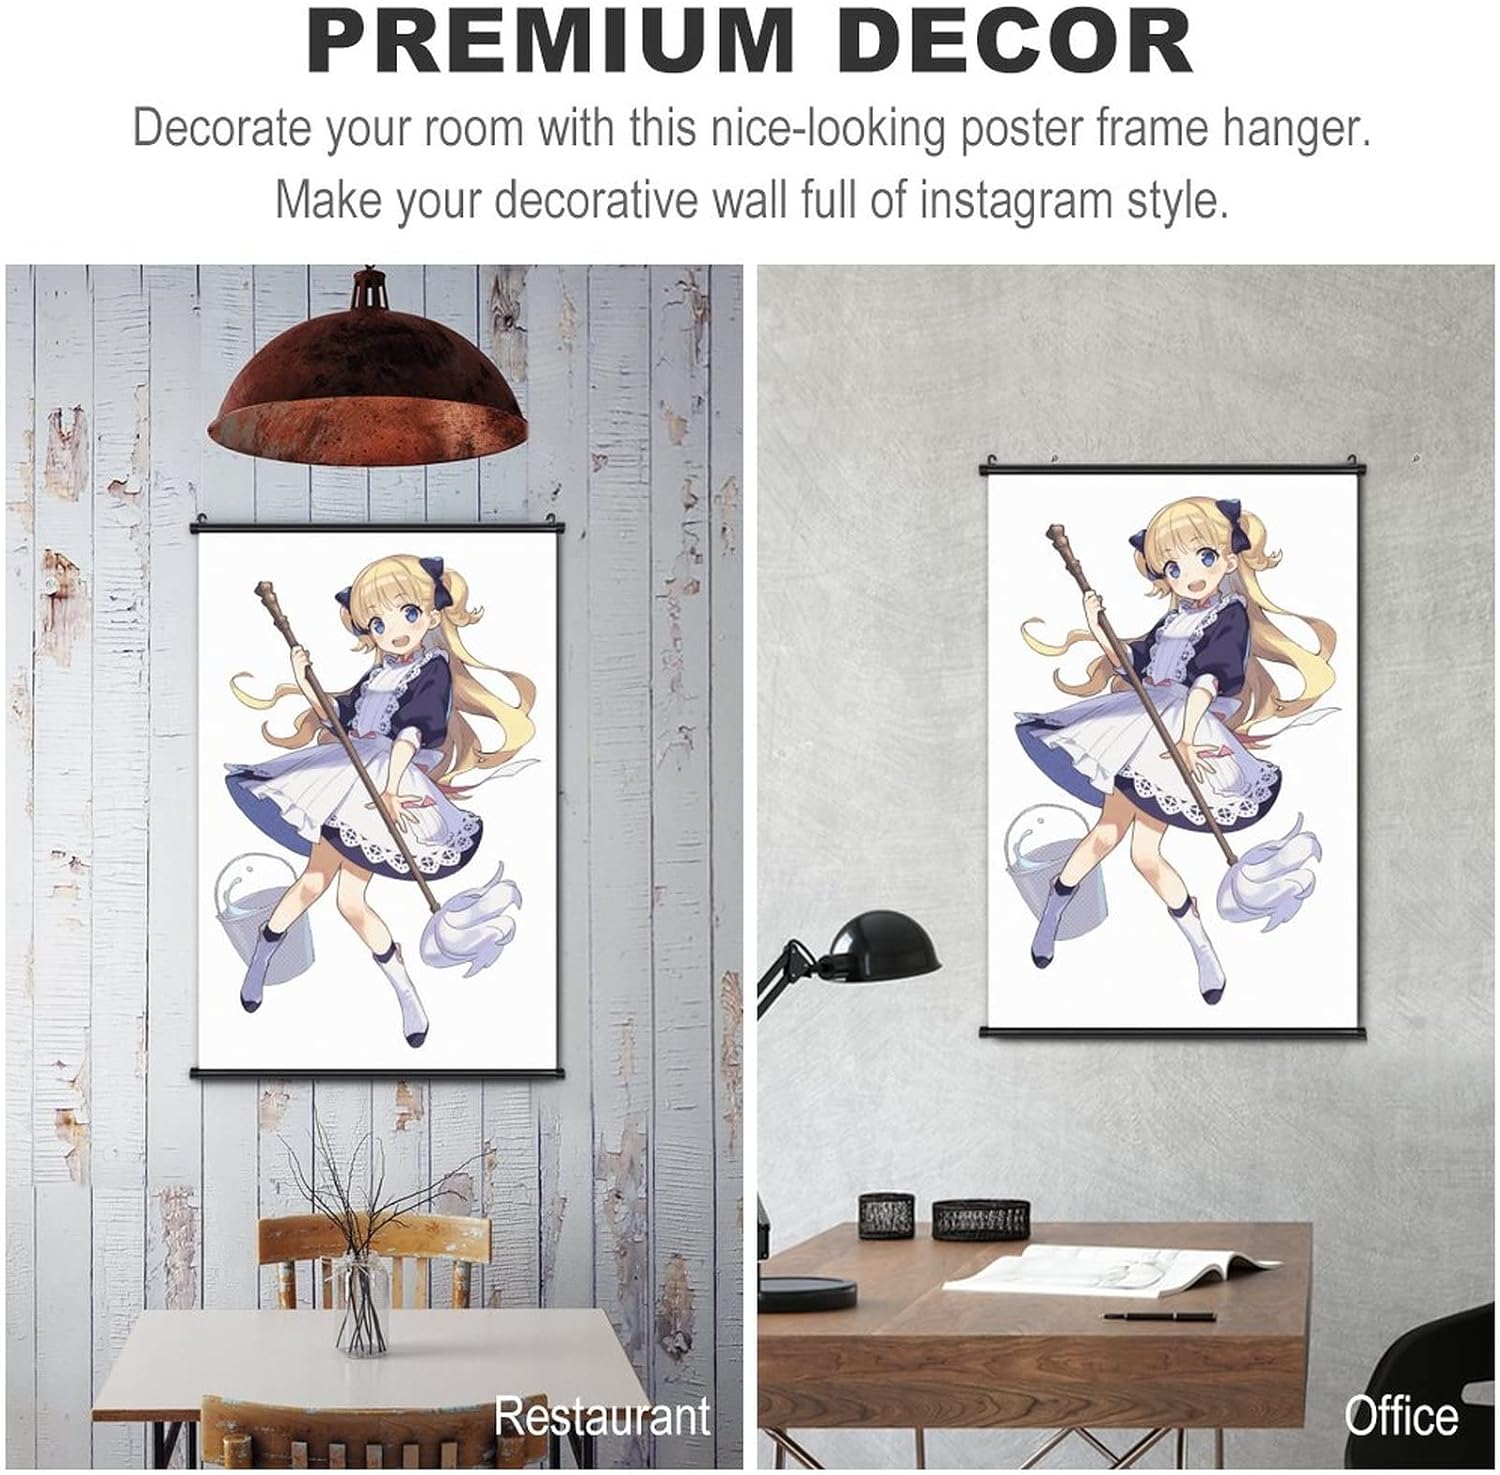 PREMIUM DECOR
Decorate your room with this nice-looking poster frame hanger.
Make your decorative wall full of instagram style.
Restaurant
Office